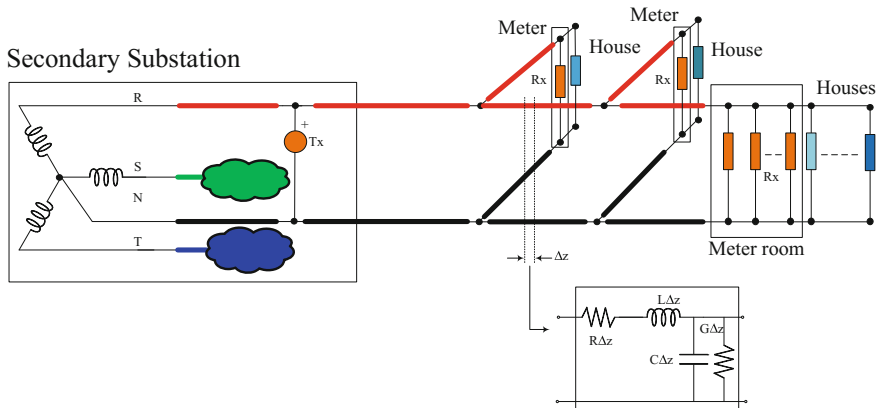 Secondary Substation
R
+
Tx
S
N
T
Meter
House
Rx
Meter
House
Rx
Houses
Rx
Meter room
Δz
LΔz
RΔz
GΔz
CΔz